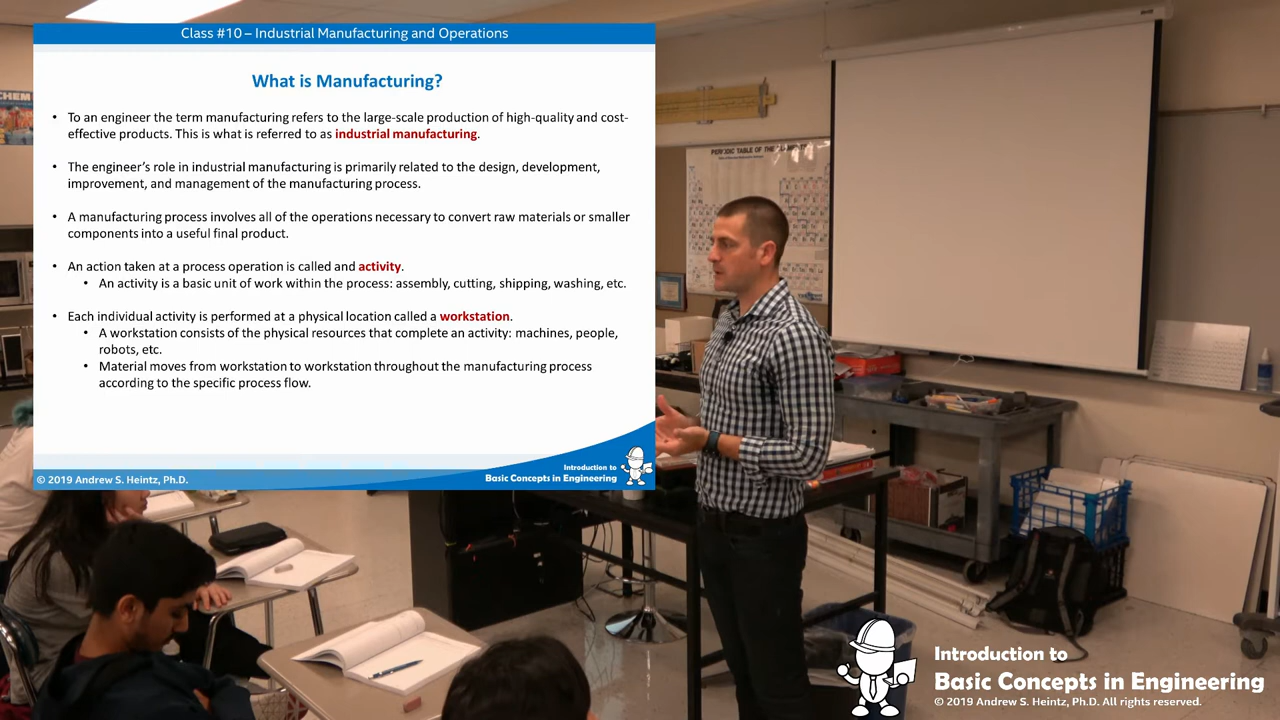 Class #10 – Industrial Manufacturing and Operations
What is Manufacturing?
• To an engineer the term manufacturing refers to the large-scale production of high-quality and cost-
effective products. This is what is referred to as industrial manufacturing.
• The engineer's role in industrial manufacturing is primarily related to the design, development,
improvement, and management of the manufacturing process.
• A manufacturing process involves all of the operations necessary to convert raw materials or smaller
components into a useful final product.
• An action taken at a process operation is called and activity.
• An activity is a basic unit of work within the process: assembly, cutting, shipping, washing, etc.
• Each individual activity is performed at a physical location called a workstation.
• A workstation consists of the physical resources that complete an activity: machines, people,
robots, etc.
• Material moves from workstation to workstation throughout the manufacturing process
according to the specific process flow.
© 2019 Andrew S. Heintz, Ph.D.
Introduction to
Basic Concepts in Engineering
CHEM
PERIODIC TABLE OF THE ELEMENTS
Introduction to
Basic Concepts in Engineering
© 2019 Andrew S. Heintz, Ph.D. All rights reserved.